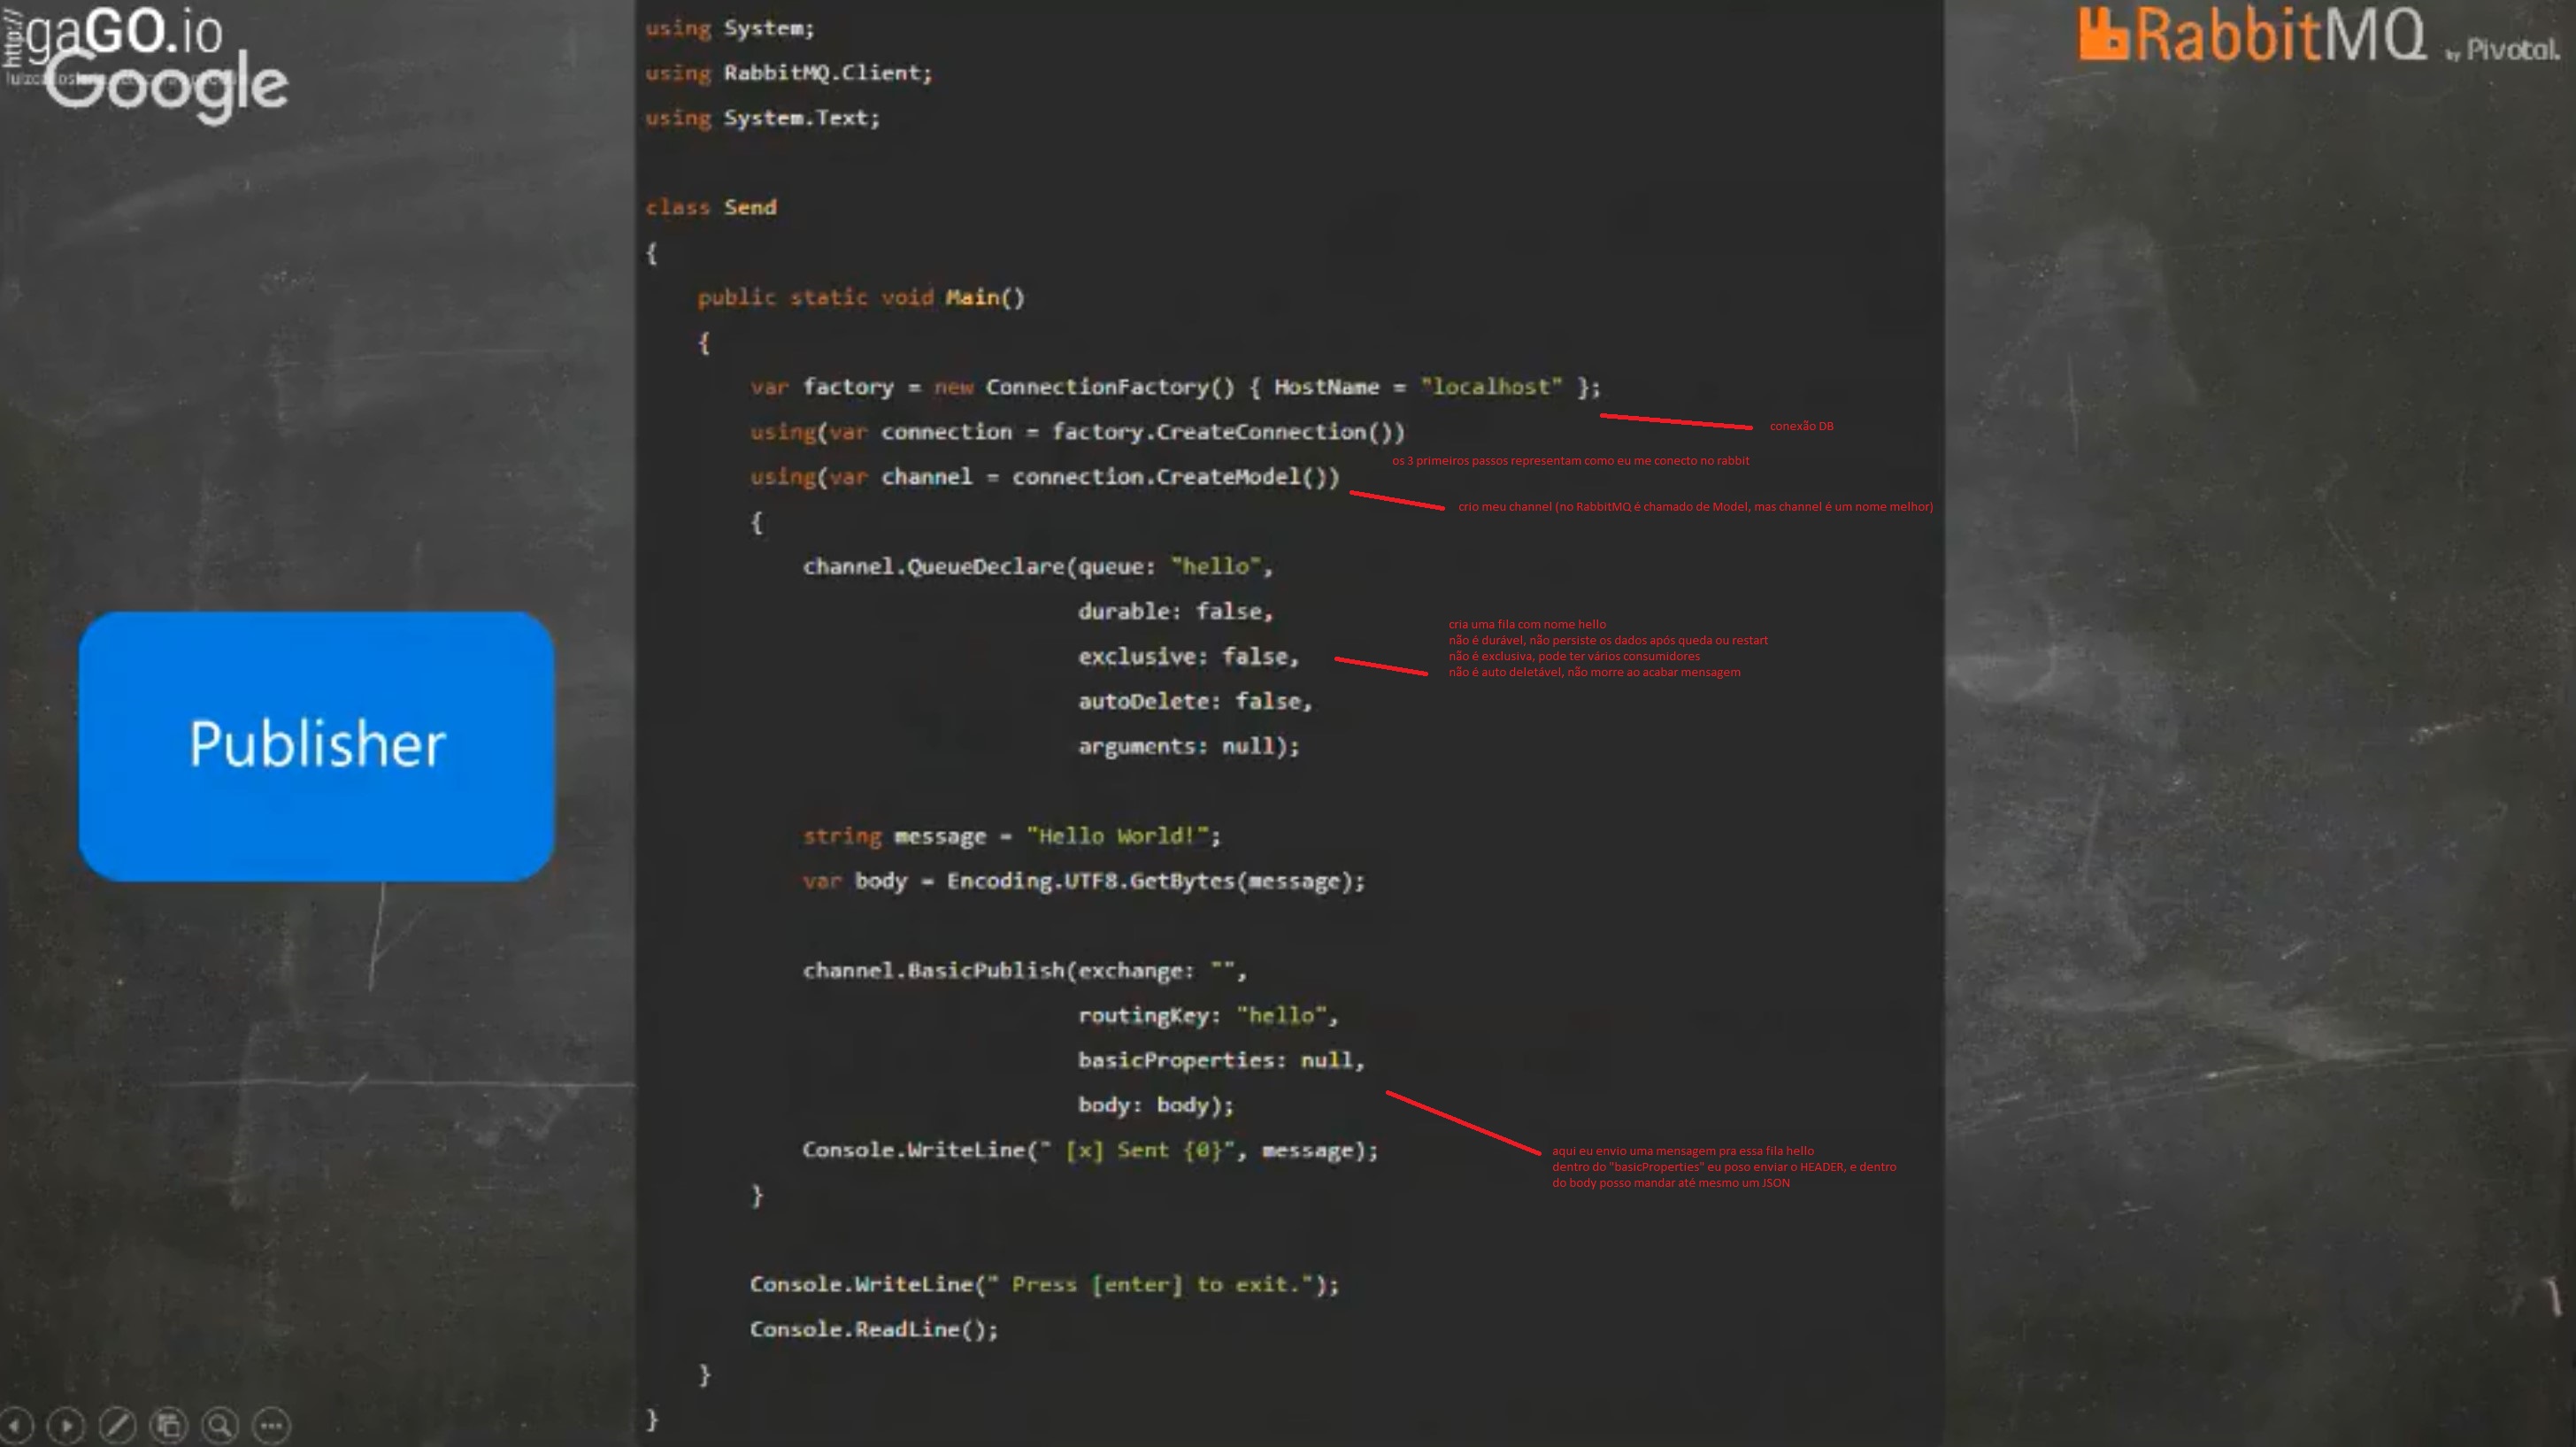 http://
gaGO.io
Google
RabbitMQ by Pivotal.
using System;
using RabbitMQ.Client;
using System.Text;
class Send
{
public static void Main()
{
var factory = new ConnectionFactory() { HostName = "localhost" };
conexão DB
using(var connection = factory.CreateConnection())
os 3 primeiros passos representam como eu me conecto no rabbit
using(var channel = connection.CreateModel())
crio meu channel (no RabbitMQ é chamado de Model, mas channel é um nome melhor)
{
channel.QueueDeclare(queue: "hello",
durable: false,
exclusive: false,
autoDelete: false,
arguments: null);
cria uma fila com nome hello
não é durável, não persiste os dados após queda ou restart
não é exclusiva, pode ter vários consumidores
não é auto deletável, não morre ao acabar mensagem
Publisher
string message = "Hello World!";
var body = Encoding.UTF8.GetBytes(message);
channel.BasicPublish(exchange: "",
routingKey: "hello",
basicProperties: null,
body: body);
Console.WriteLine(" [x] Sent {0}", message);
aqui eu envio uma mensagem pra essa fila hello
dentro do "basicProperties" eu poso enviar o HEADER, e dentro
do body posso mandar até mesmo um JSON
}
Console.WriteLine(" Press [enter] to exit.");
Console.ReadLine();
}
}